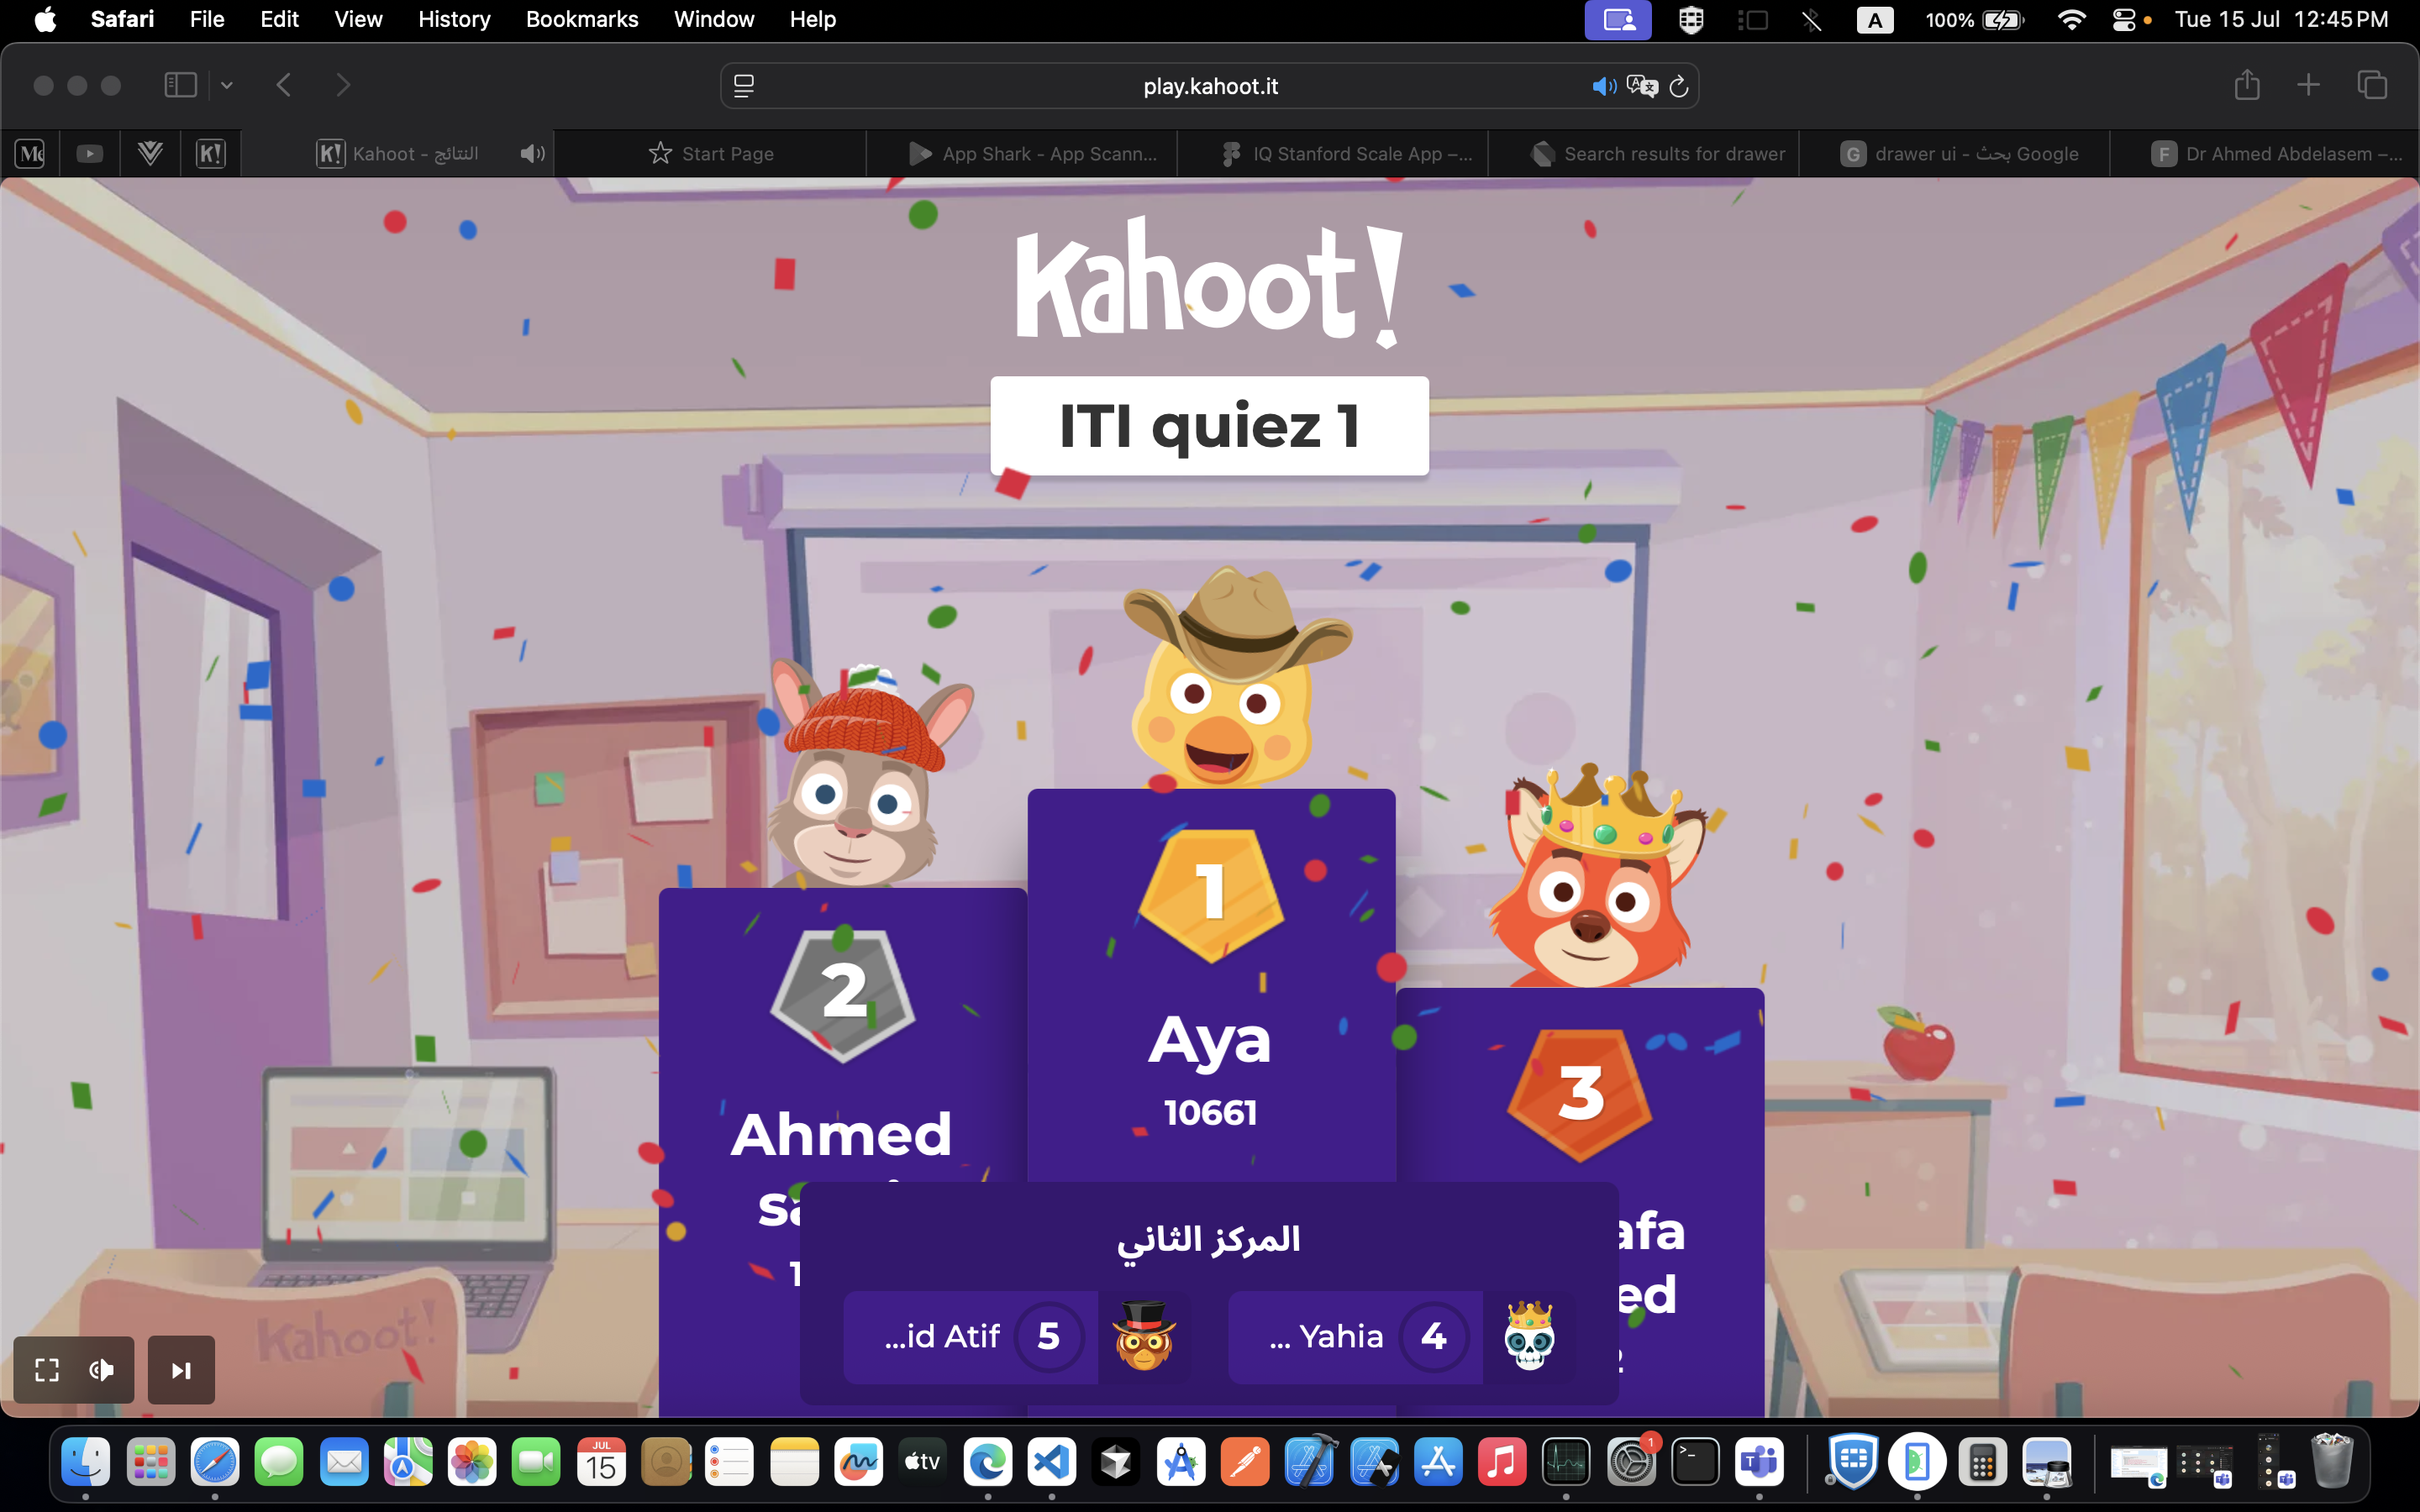 Safari File Edit View History Bookmarks Window Help A 100% Tue 15 Jul 12:45 PM
play.kahoot.it
K! K! Kahoot - النتائج Start Page App Shark - App Scann... IQ Stanford Scale App –... Search results for drawer G drawer ui - بحث Google F Dr Ahmed Abdelasem –...
Kahoot!
ITI quiez 1
1
2
Aya
3
10661
Ahmed
المركز الثاني
... Yahia 4
...id Atif 5
Kahoot!
JUL
15
tv
1